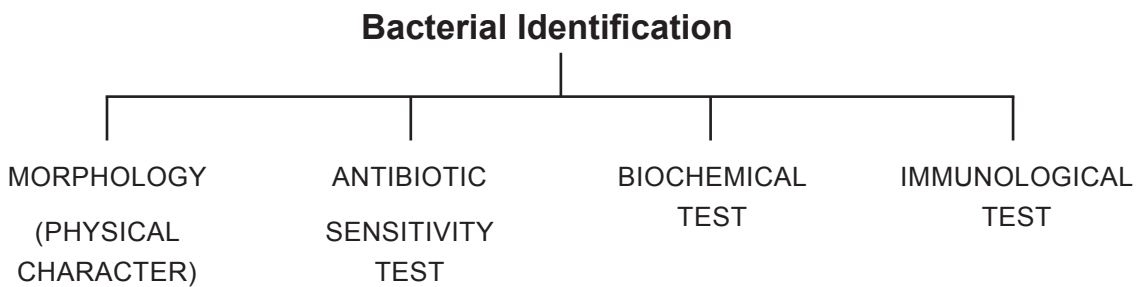 Bacterial Identification
MORPHOLOGY
(PHYSICAL
CHARACTER)
ANTIBIOTIC
SENSITIVITY
TEST
BIOCHEMICAL
TEST
IMMUNOLOGICAL
TEST